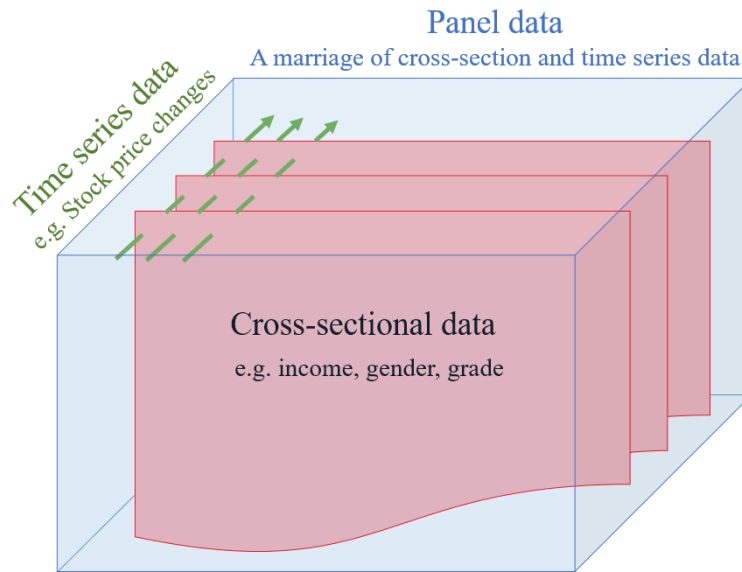 Panel data
A marriage of cross-section and time series data
Time series data
e.g. Stock price changes
Cross-sectional data
e.g. income, gender, grade